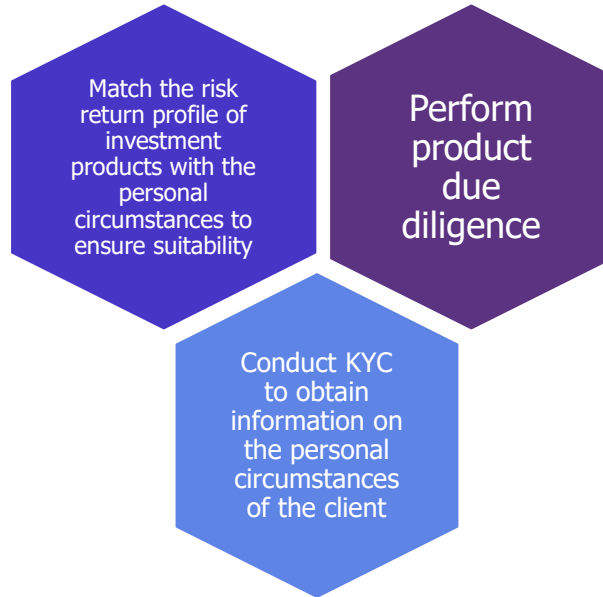 Match the risk
return profile of
investment
products with the
personal
circumstances to
ensure suitability
Perform
product
due
diligence
Conduct KYC
to obtain
information on
the personal
circumstances
of the client